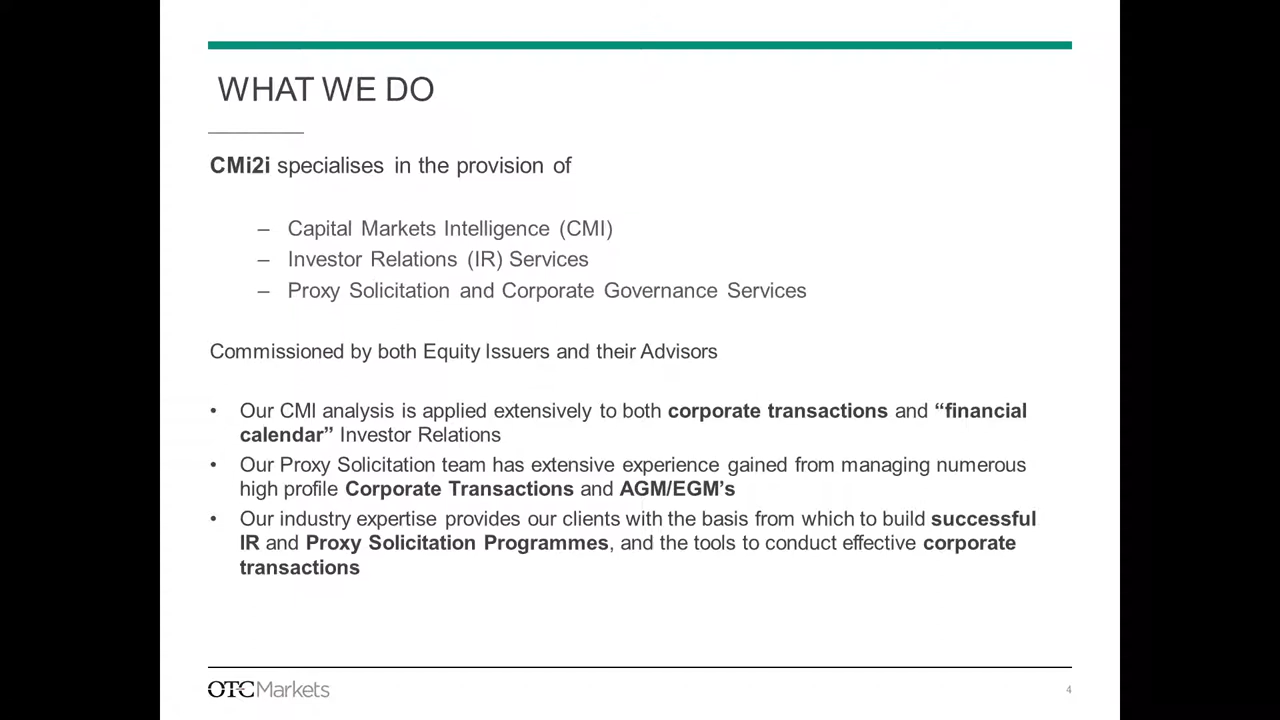 WHAT WE DO
CMi2i specialises in the provision of
– Capital Markets Intelligence (CMI)
– Investor Relations (IR) Services
– Proxy Solicitation and Corporate Governance Services
Commissioned by both Equity Issuers and their Advisors
• Our CMI analysis is applied extensively to both corporate transactions and “financial
calendar” Investor Relations
• Our Proxy Solicitation team has extensive experience gained from managing numerous
high profile Corporate Transactions and AGM/EGM’s
• Our industry expertise provides our clients with the basis from which to build successful
IR and Proxy Solicitation Programmes, and the tools to conduct effective corporate
transactions
OTC Markets
4